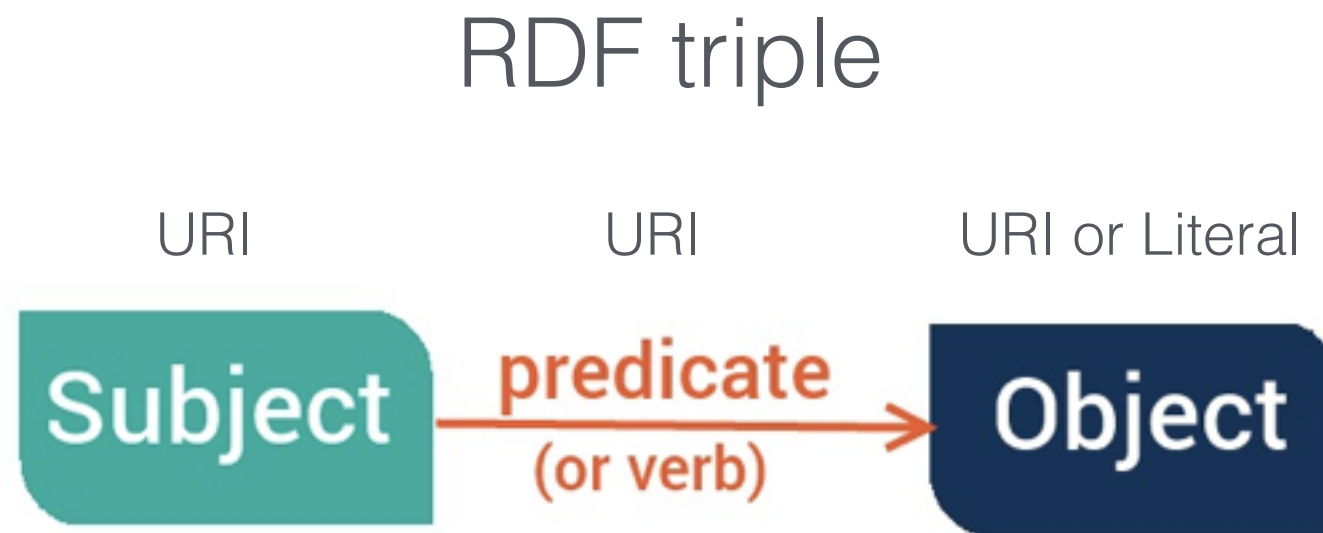 RDF triple
URI URI URI or Literal
Subject predicate Object
(or verb)